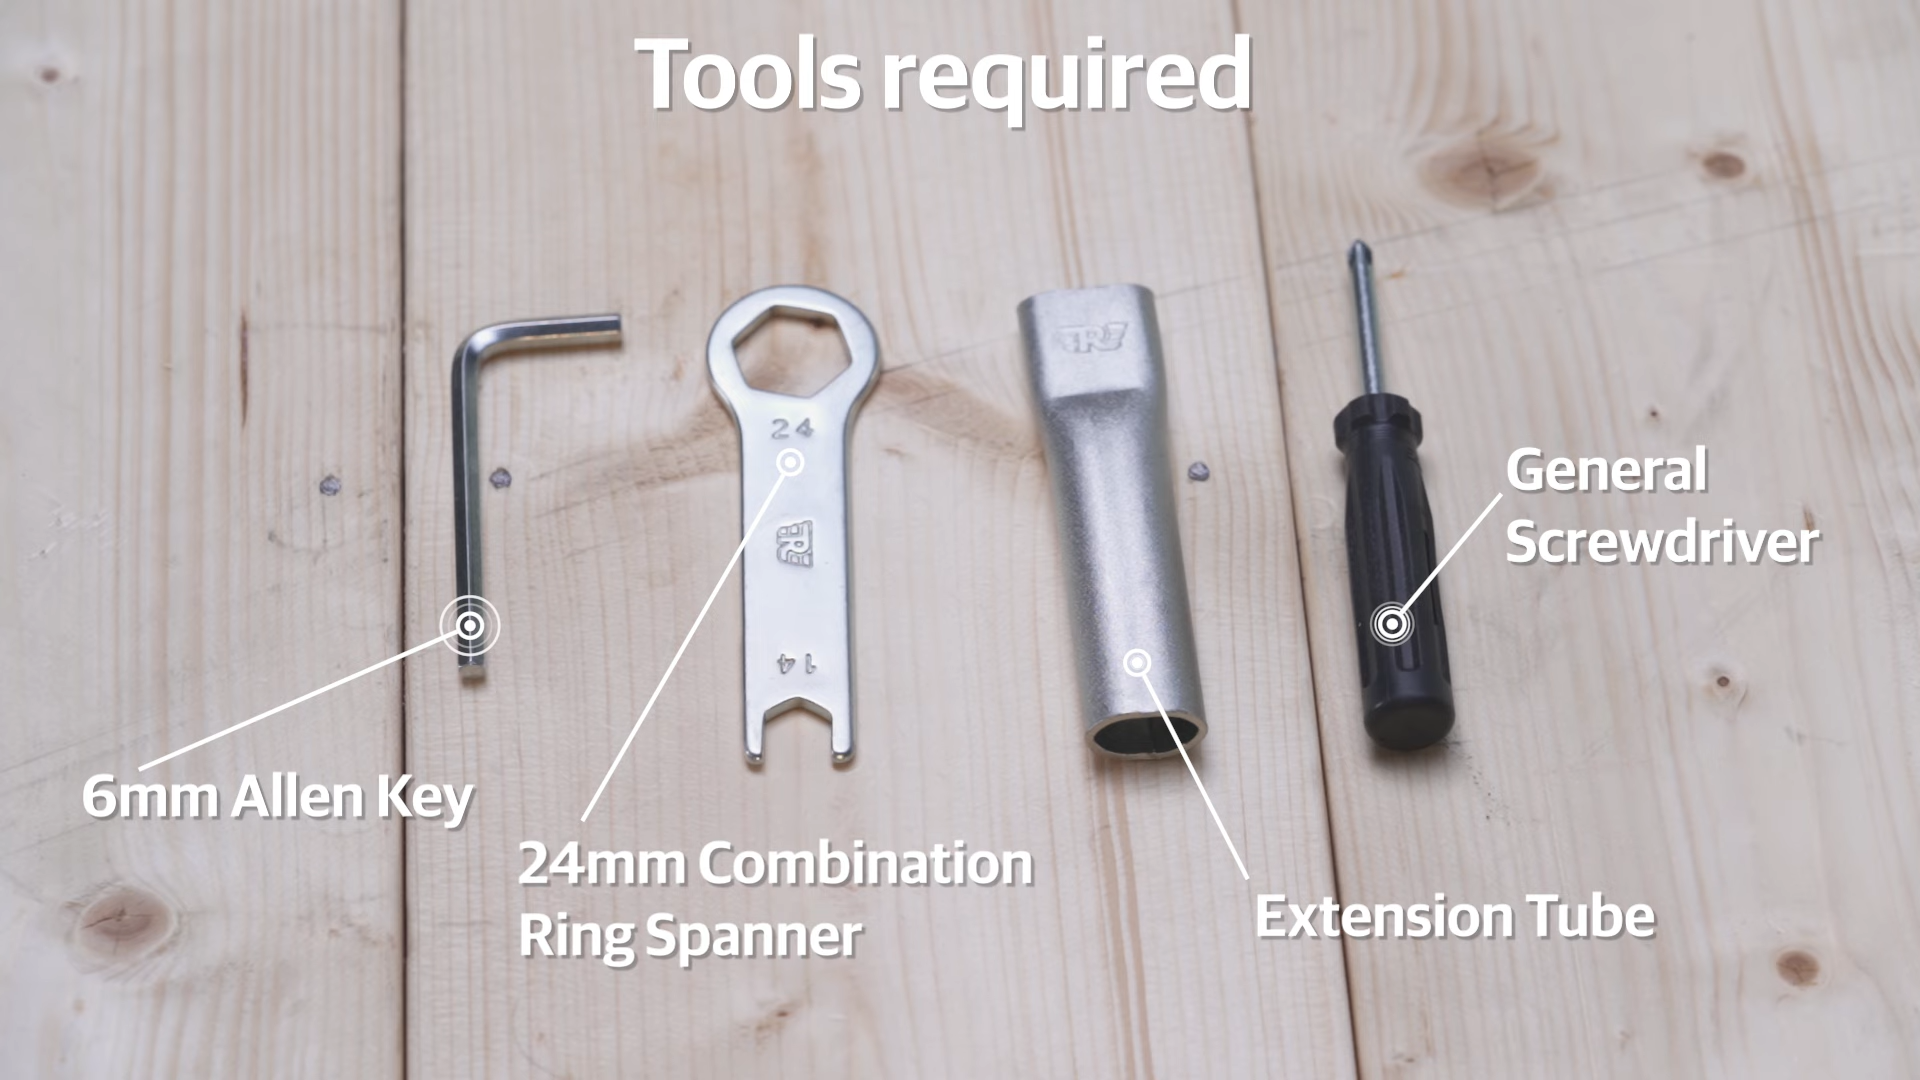 Tools required
24
14
General
Screwdriver
6mm Allen Key
24mm Combination
Ring Spanner
Extension Tube